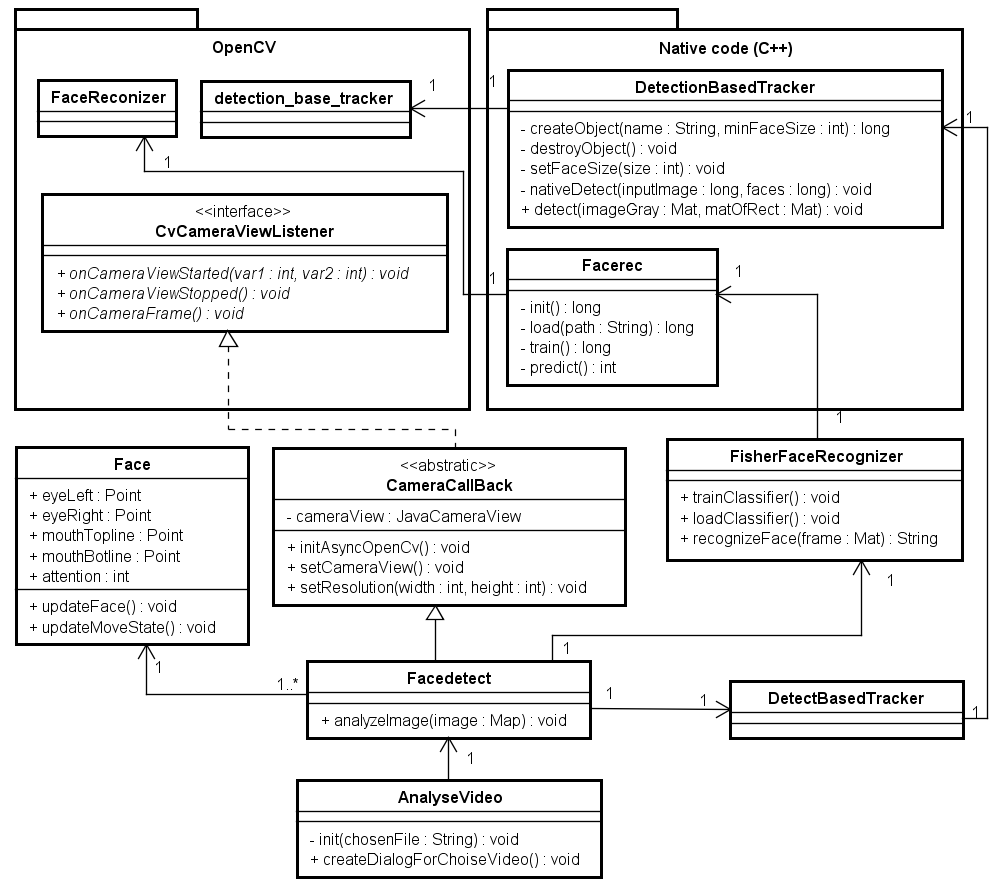 OpenCV
FaceReconizer
detection_base_tracker
1
1
1
<<interface>>
CvCameraViewListener
+ onCameraViewStarted(var1 : int, var2 : int) : void
+ onCameraViewStopped() : void
+ onCameraFrame() : void
Native code (C++)
DetectionBasedTracker
- createObject(name : String, minFaceSize : int) : long
- destroyObject() : void
- setFaceSize(size : int) : void
- nativeDetect(inputImage : long, faces : long) : void
+ detect(imageGray : Mat, matOfRect : Mat) : void
1
Facerec
- init() : long
- load(path : String) : long
- train() : long
- predict() : int
1
1
1
Face
+ eyeLeft : Point
+ eyeRight : Point
+ mouthTopline : Point
+ mouthBotline : Point
+ attention : int
+ updateFace() : void
+ updateMoveState() : void
<<abstratic>>
CameraCallBack
- cameraView : JavaCameraView
+ initAsyncOpenCv() : void
+ setCameraView() : void
+ setResolution(width : int, height : int) : void
FisherFaceRecognizer
+ trainClassifier() : void
+ loadClassifier() : void
+ recognizeFace(frame : Mat) : String
1
1
1
1..*
Facedetect
+ analyzeImage(image : Map) : void
1
1
DetectBasedTracker
1
1
AnalyseVideo
- init(chosenFile : String) : void
+ createDialogForChoiseVideo() : void